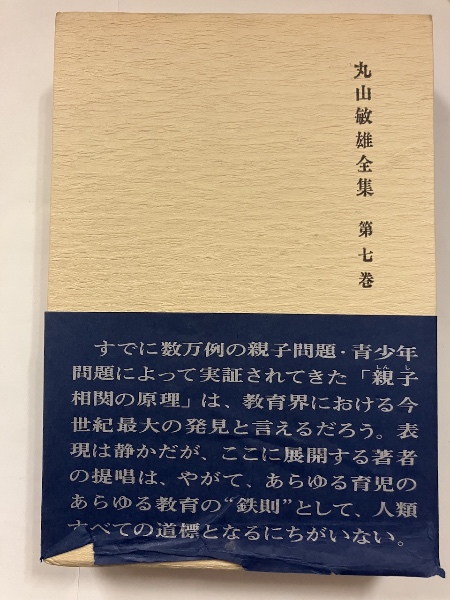 丸山敏雄全集 第七巻
すでに数万例の親子問題・青少年
問題によって実証されてきた「親子
相関の原理」は、教育界における今
世紀最大の発見と言えるだろう。表
現は静かだが、ここに展開する著者
の提唱は、やがて、あらゆる育児の
あらゆる教育の“鉄則”として、人類
すべての道標となるにちがいない。